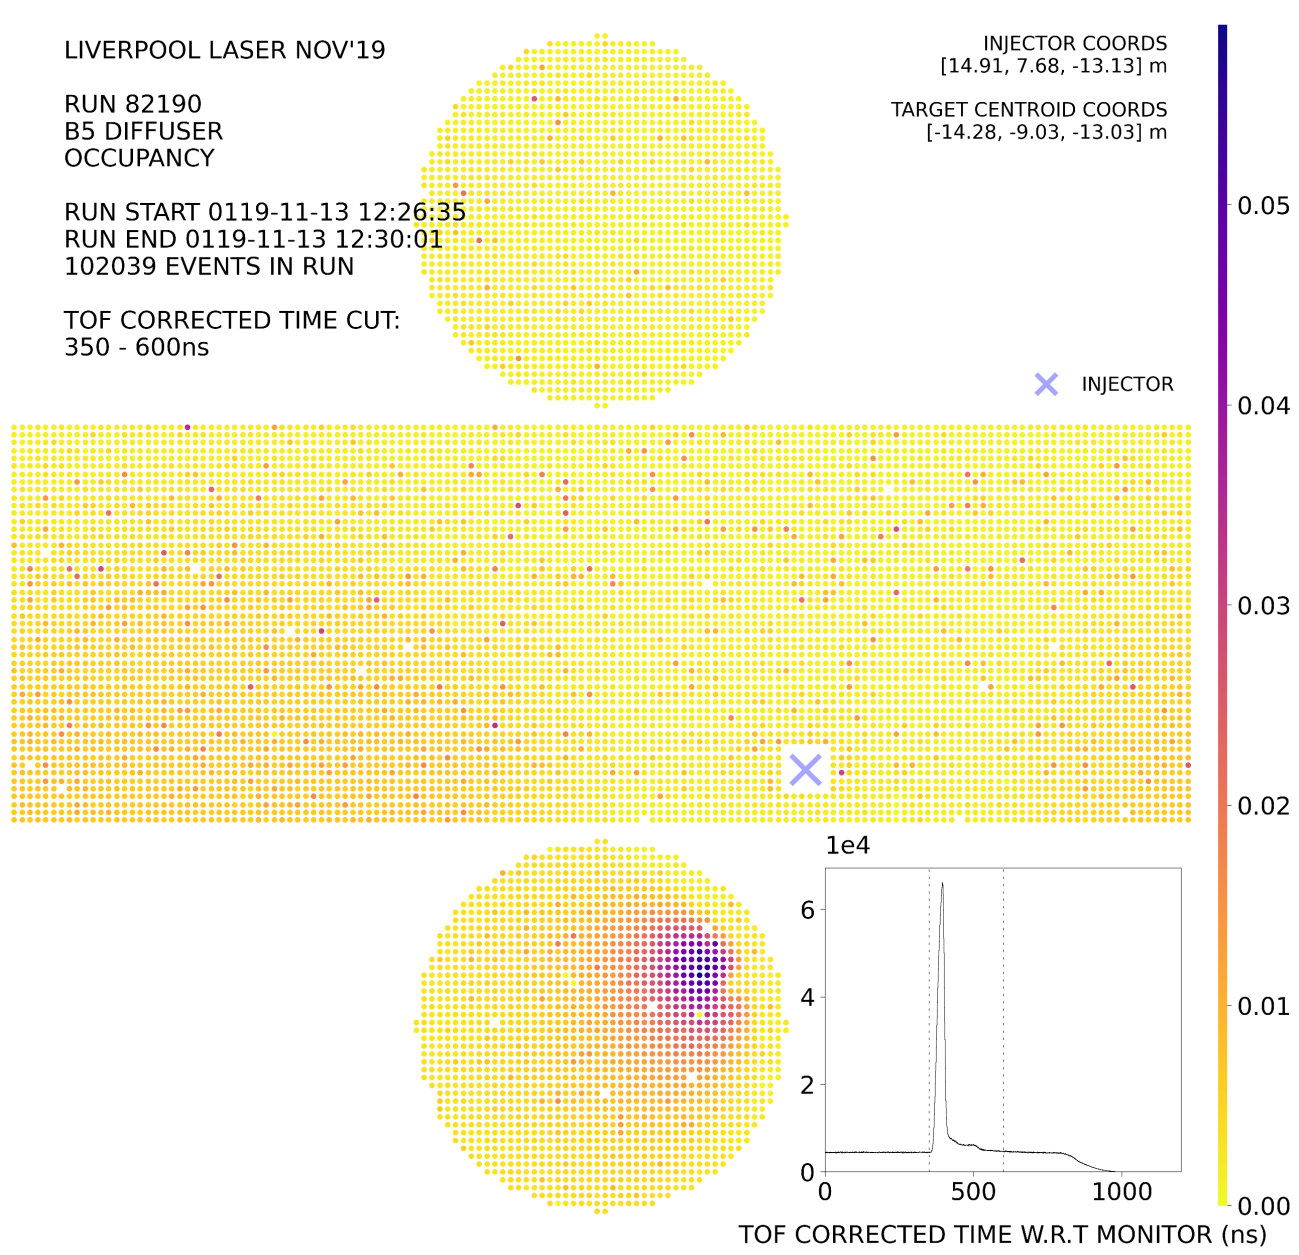 LIVERPOOL LASER NOV'19
RUN 82190
B5 DIFFUSER
OCCUPANCY
RUN START 0119-11-13 12:26:35
RUN END 0119-11-13 12:30:01
102039 EVENTS IN RUN
TOF CORRECTED TIME CUT:
350 - 600ns
INJECTOR COORDS
[14.91, 7.68, -13.13] m
TARGET CENTROID COORDS
[-14.28, -9.03, -13.03] m
INJECTOR
0.05
0.04
0.03
0.02
0.01
0.00
1e4
6
4
2
0
0 500 1000
TOF CORRECTED TIME W.R.T MONITOR (ns)